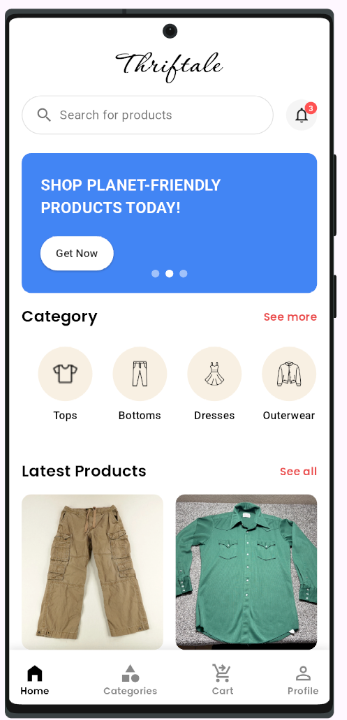 Thriftale
Search for products
3
SHOP PLANET-FRIENDLY
PRODUCTS TODAY!
Get Now
Category
See more
Tops
Bottoms
Dresses
Outerwear
Latest Products
See all
Home
Categories
Cart
Profile